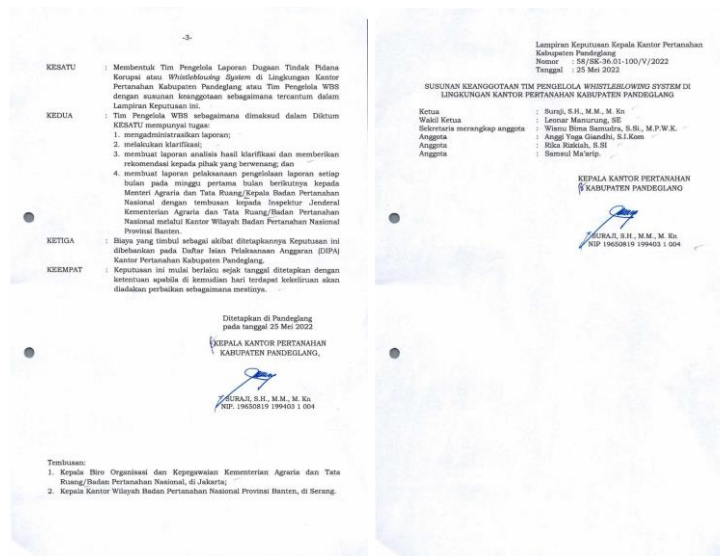 -3-
KESATU : Membentuk Tim Pengelola Laporan Dugaan Tindak Pidana
Korupsi atau Whistleblowing System di Lingkungan Kantor
Pertanahan Kabupaten Pandeglang atau Tim Pengelola WBS
dengan susunan keanggotaan sebagaimana tercantum dalam
Lampiran Keputusan ini.
KEDUA : Tim Pengelola WBS sebagaimana dimaksud dalam Diktum
KESATU mempunyai tugas:
1. mengadministrasikan laporan;
2. melakukan klarifikasi;
3. membuat laporan analisis hasil klarifikasi dan memberikan
rekomendasi kepada pihak yang berwenang; dan
4. membuat laporan pelaksanaan pengelolaan laporan setiap
bulan pada minggu pertama bulan berikutnya kepada
Menteri Agraria dan Tata Ruang/Kepala Badan Pertanahan
Nasional dengan tembusan kepada Inspektur Jenderal
Kementerian Agraria dan Tata Ruang/Badan Pertanahan
Nasional melalui Kantor Wilayah Badan Pertanahan Nasional
Provinsi Banten.
KETIGA : Biaya yang timbul sebagai akibat ditetapkannya Keputusan ini
dibebankan pada Daftar Isian Pelaksanaan Anggaran (DIPA)
Kantor Pertanahan Kabupaten Pandeglang.
KEEMPAT : Keputusan ini mulai berlaku sejak tanggal ditetapkan dengan
ketentuan apabila di kemudian hari terdapat kekeliruan akan
diadakan perbaikan sebagaimana mestinya.
Ditetapkan di Pandeglang
pada tanggal 25 Mei 2022
KEPALA KANTOR PERTANAHAN
KABUPATEN PANDEGLANG,
SURAJI, S.H., M.M., M. Kn
NIP. 19650819 199403 1 004
Tembusan:
1. Kepala Biro Organisasi dan Kepegawaian Kementerian Agraria dan Tata
Ruang/Badan Pertanahan Nasional, di Jakarta;
2. Kepala Kantor Wilayah Badan Pertanahan Nasional Provinsi Banten, di Serang.
Lampiran Keputusan Kepala Kantor Pertanahan
Kabupaten Pandeglang
Nomor : 58/SK-36.01-100/V/2022
Tanggal : 25 Mei 2022
SUSUNAN KEANGGOTAAN TIM PENGELOLA WHISTLEBLOWING SYSTEM DI
LINGKUNGAN KANTOR PERTANAHAN KABUPATEN PANDEGLANG
Ketua : Suraji, S.H., M.M., M. Kn
Wakil Ketua : Leonar Manurung, SE
Sekretaris merangkap anggota : Wisnu Bima Samudra, S.Si., M.P.W.K.
Anggota : Anggi Yoga Giandhi, S.I.Kom
Anggota : Rika Rizkiah, S.SI
Anggota : Samsul Ma'arip.
KEPALA KANTOR PERTANAHAN
KABUPATEN PANDEGLANG
SURAJI, S.H., M.M., M. Kn
NIP 19650819 199403 1 004